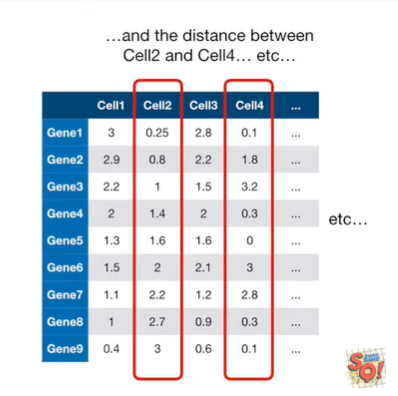 ...and the distance between
Cell2 and Cell4... etc...
Cell1 Cell2 Cell3 Cell4 ...
Gene1 3 0.25 2.8 0.1 ...
Gene2 2.9 0.8 2.2 1.8 ...
Gene3 2.2 1 1.5 3.2 ...
Gene4 2 1.4 2 0.3 ...
etc...
Gene5 1.3 1.6 1.6 0 ...
Gene6 1.5 2 2.1 3 ...
Gene7 1.1 2.2 1.2 2.8 ...
Gene8 1 2.7 0.9 0.3 ...
Gene9 0.4 3 0.6 0.1 ...
SQ!